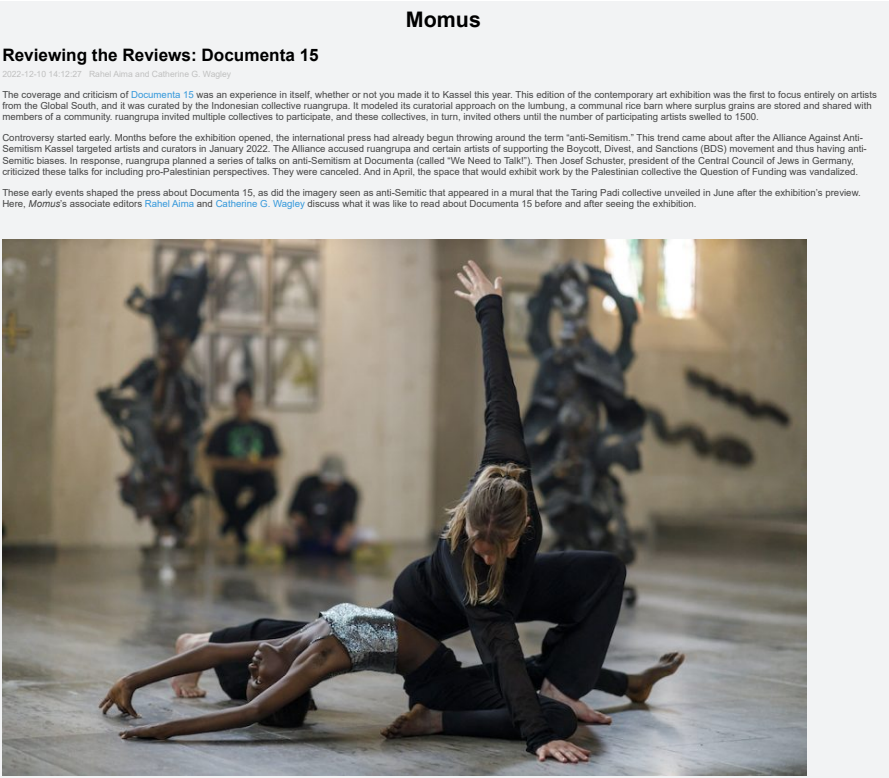 Momus
Reviewing the Reviews: Documenta 15
2022-12-10 14:12:27 Rahel Aima and Catherine G. Wagley
The coverage and criticism of Documenta 15 was an experience in itself, whether or not you made it to Kassel this year. This edition of the contemporary art exhibition was the first to focus entirely on artists
from the Global South, and it was curated by the Indonesian collective ruangrupa. It modeled its curatorial approach on the lumbung, a communal rice barn where surplus grains are stored and shared with
members of a community. ruangrupa invited multiple collectives to participate, and these collectives, in turn, invited others until the number of participating artists swelled to 1500.
Controversy started early. Months before the exhibition opened, the international press had already begun throwing around the term “anti-Semitism.” This trend came about after the Alliance Against Anti-
Semitism Kassel targeted artists and curators in January 2022. The Alliance accused ruangrupa and certain artists of supporting the Boycott, Divest, and Sanctions (BDS) movement and thus having anti-
Semitic biases. In response, ruangrupa planned a series of talks on anti-Semitism at Documenta (called “We Need to Talk!”). Then Josef Schuster, president of the Central Council of Jews in Germany,
criticized these talks for including pro-Palestinian perspectives. They were canceled. And in April, the space that would exhibit work by the Palestinian collective the Question of Funding was vandalized.
These early events shaped the press about Documenta 15, as did the imagery seen as anti-Semitic that appeared in a mural that the Taring Padi collective unveiled in June after the exhibition’s preview.
Here, Momus’s associate editors Rahel Aima and Catherine G. Wagley discuss what it was like to read about Documenta 15 before and after seeing the exhibition.